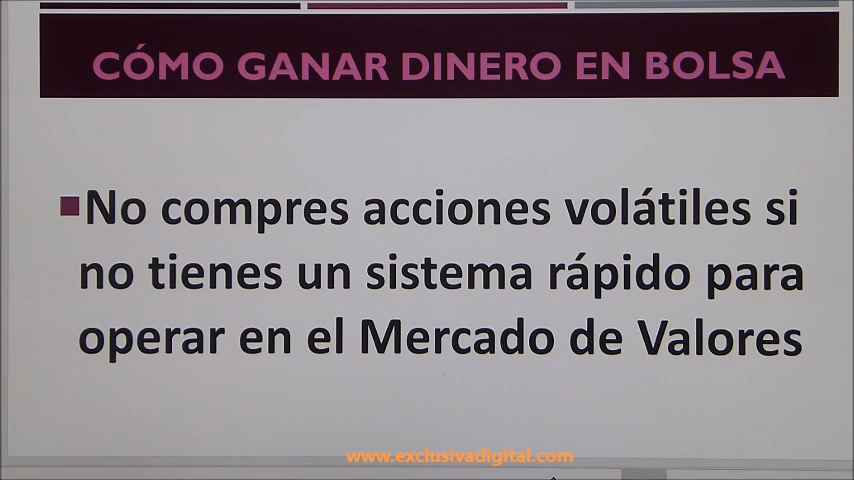 CÓMO GANAR DINERO EN BOLSA
No compres acciones volátiles si
no tienes un sistema rápido para
operar en el Mercado de Valores
www.exclusivadigital.com